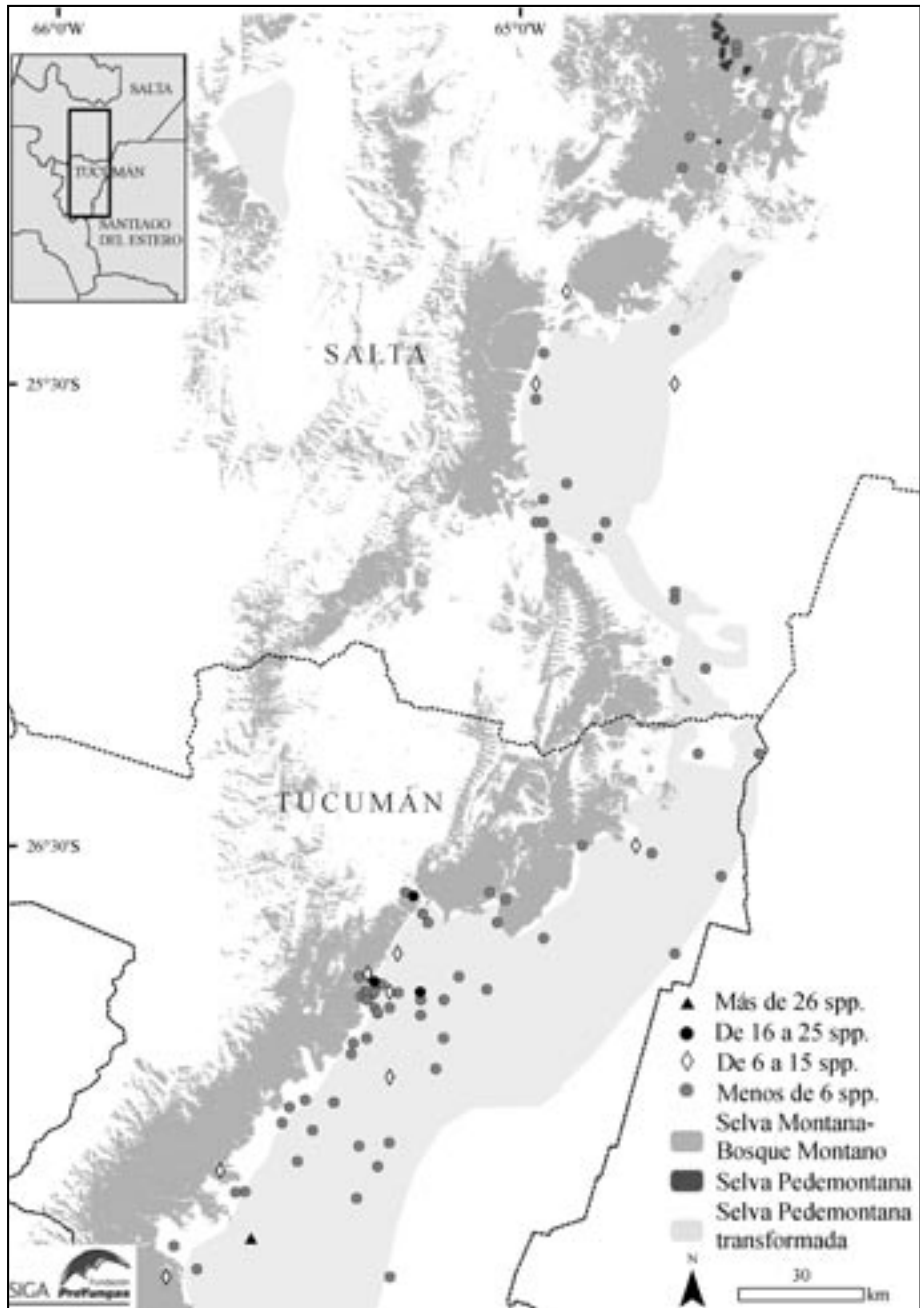 66°0'W
65°0'W
SALTA
TUCUMÁN
SANTIAGO
DEL ESTERO
SALTA
25°30'S
TUCUMÁN
26°30'S
Más de 26 spp.
De 16 a 25 spp.
De 6 a 15 spp.
Menos de 6 spp.
Selva Montana-
Bosque Montano
Selva Pedemontana
Selva Pedemontana
transformada
N
30
km
SIGA
Fundación
ProYungas